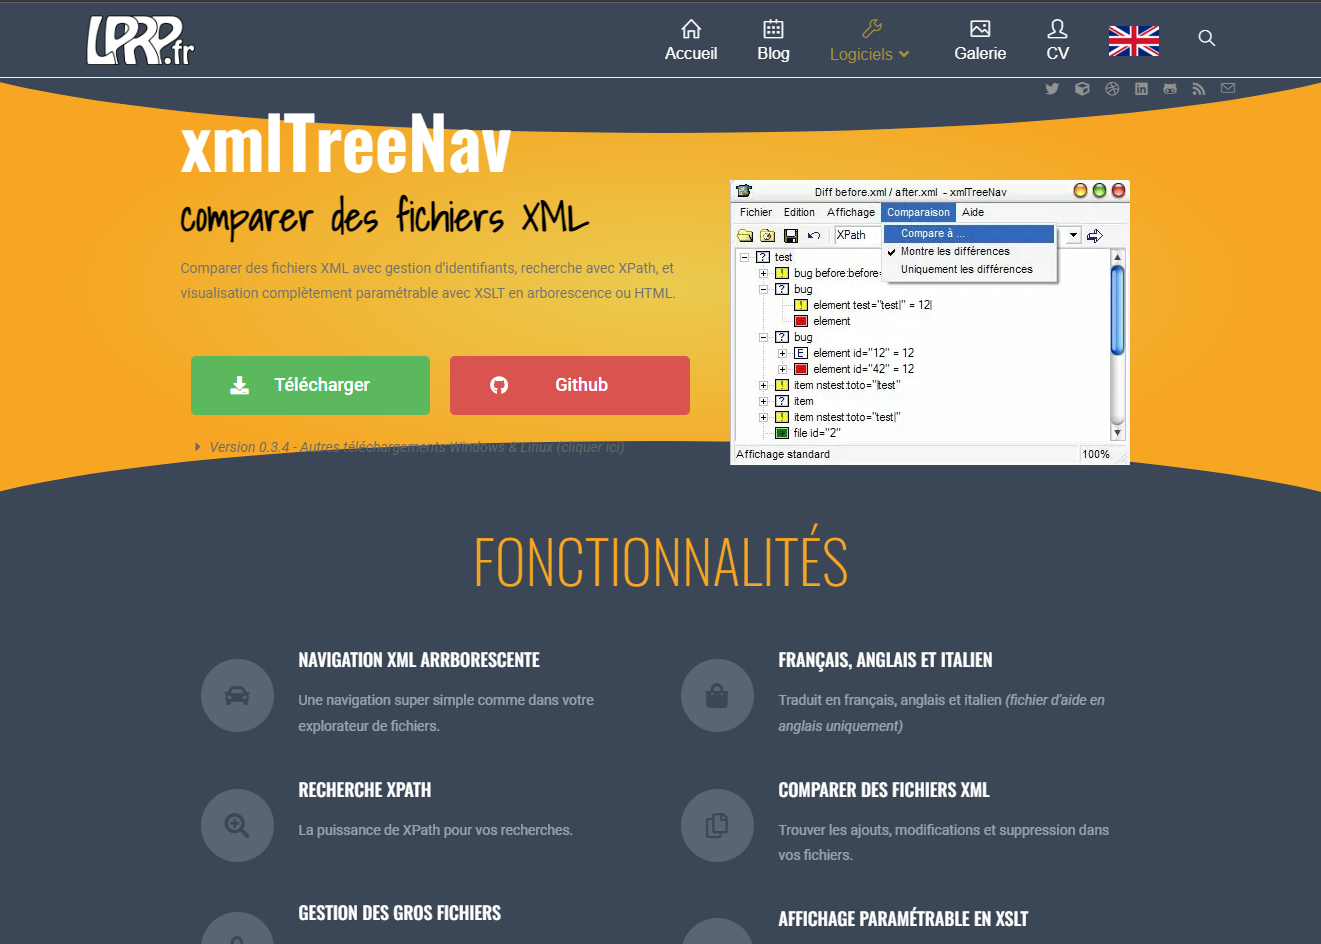 LPRP.fr
Accueil
Blog
Logiciels
Galerie
CV
xmlTreeNav
comparer des fichiers XML
Comparer des fichiers XML avec gestion d'identifiants, recherche avec XPath, et
visualisation complètement paramétrable avec XSLT en arborescence ou HTML.
Télécharger
Github
Version 0.3.4 - Autres téléchargements Windows & Linux (cliquer ici)
Diff before.xml / after.xml - xmlTreeNav
Fichier Edition Affichage Comparaison Aide
XPath
Compare à ...
Montre les différences
Uniquement les différences
test
bug before:before=
bug
element test="test|" = 12|
element
bug
element id="12" = 12
element id="42" = 12
item nstest:toto="|test"
item
item nstest:toto="test|"
file id="2"
Affichage standard
100%
FONCTIONNALITÉS
NAVIGATION XML ARRBORESCENTE
Une navigation super simple comme dans votre
explorateur de fichiers.
FRANÇAIS, ANGLAIS ET ITALIEN
Traduit en français, anglais et italien (fichier d'aide en
anglais uniquement)
RECHERCHE XPATH
La puissance de XPath pour vos recherches.
COMPARER DES FICHIERS XML
Trouver les ajouts, modifications et suppression dans
vos fichiers.
GESTION DES GROS FICHIERS
AFFICHAGE PARAMÉTRABLE EN XSLT